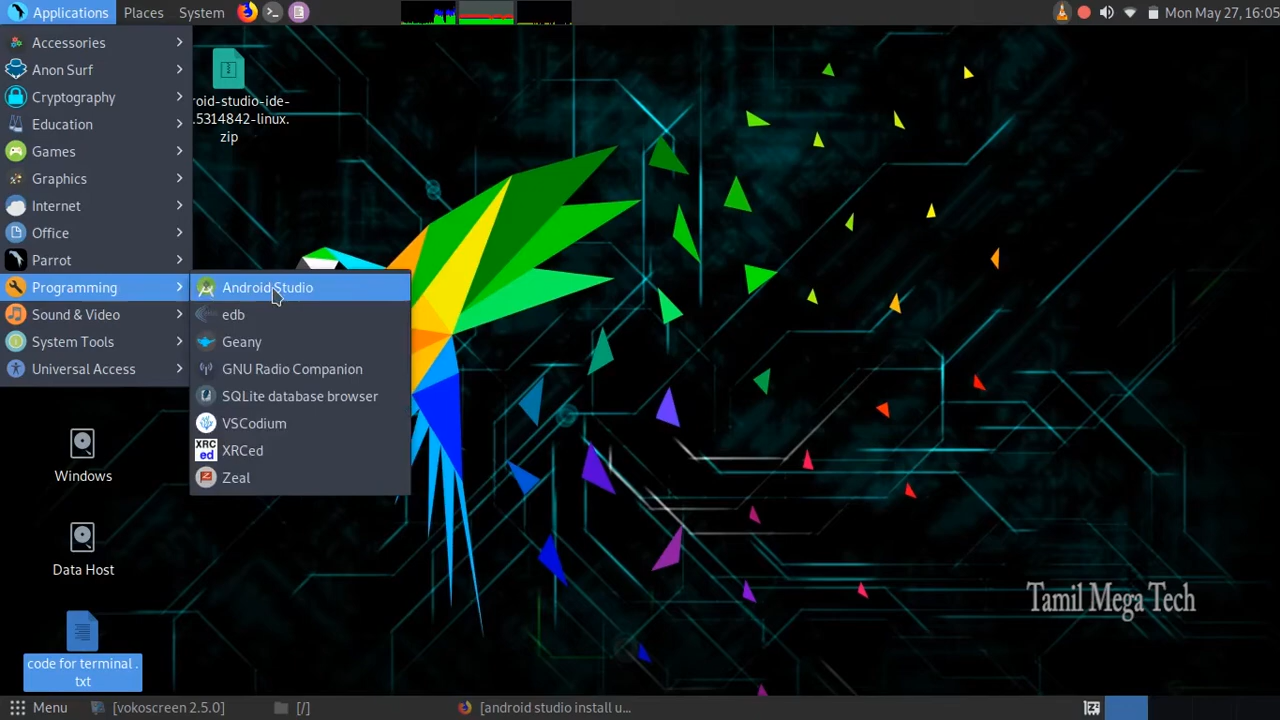 Applications Places System Mon May 27, 16:05
Accessories
Anon Surf
Cryptography
Education
Games
Graphics
Internet
Office
Parrot
Programming
Sound & Video
System Tools
Universal Access
Android Studio
edb
Geany
GNU Radio Companion
SQLite database browser
VSCodium
XRCed
Zeal
XRC
ed
roid-studio-ide-
.5314842-linux.
zip
Windows
Data Host
code for terminal .
txt
Tamil Mega Tech
Menu [vokoscreen 2.5.0] [/] [android studio install u...